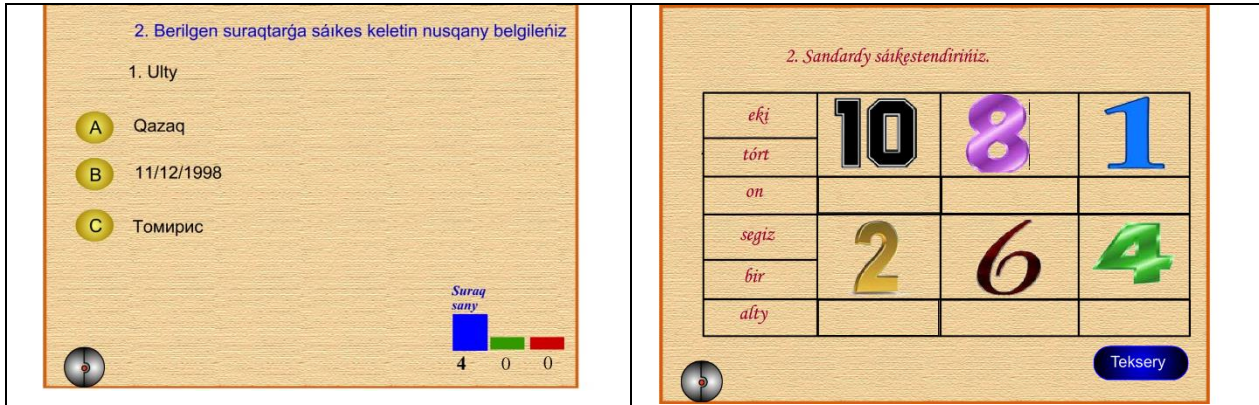 2. Berilgen suraqtarǵa sáıkes keletin nusqany belgileńiz
1. Ulty
A Qazaq
B 11/12/1998
C Томирис
Suraq
sany
4 0 0
2. Sandardy sáıkestendirińiz.
eki
tórt
on
segiz
bir
alty
10 8 1
2 6 4
Teksery